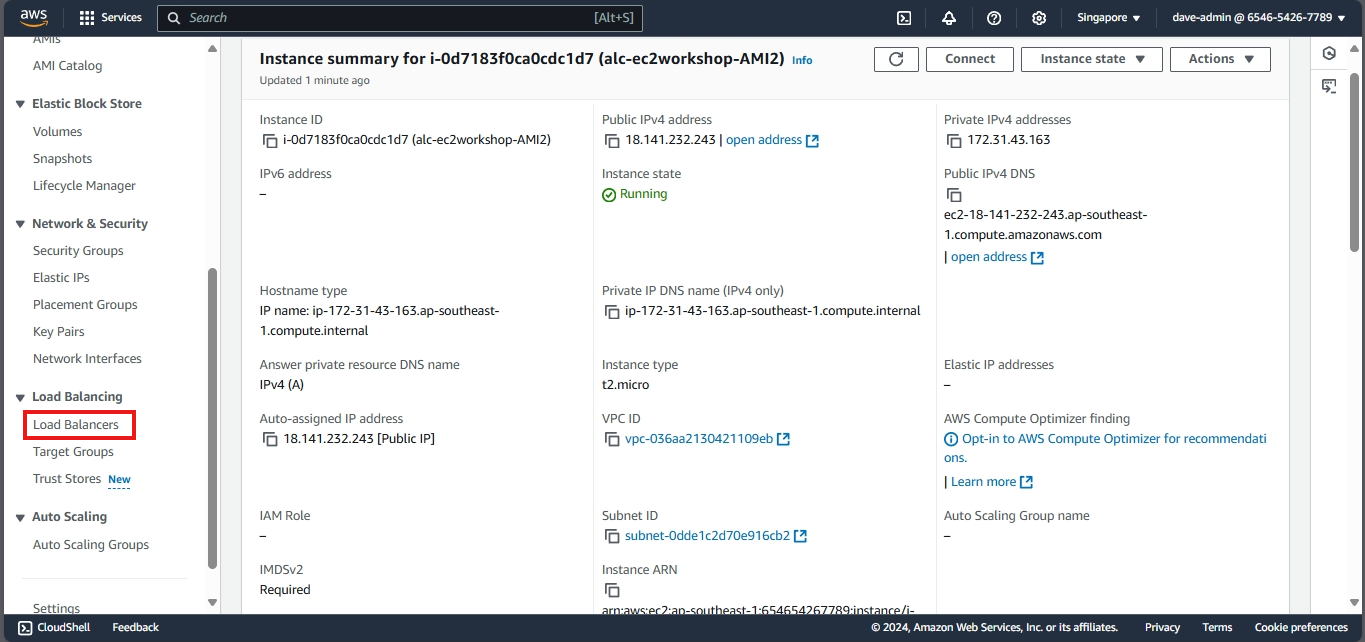 aws
Services
Search
[Alt+S]
Singapore
dave-admin @ 6546-5426-7789
AMIs
AMI Catalog
Elastic Block Store
Volumes
Snapshots
Lifecycle Manager
Network & Security
Security Groups
Elastic IPs
Placement Groups
Key Pairs
Network Interfaces
Load Balancing
Load Balancers
Target Groups
Trust Stores New
Auto Scaling
Auto Scaling Groups
Settings
Instance summary for i-0d7183f0ca0cdc1d7 (alc-ec2workshop-AMI2) Info
Updated 1 minute ago
Connect
Instance state
Actions
Instance ID
i-0d7183f0ca0cdc1d7 (alc-ec2workshop-AMI2)
Public IPv4 address
18.141.232.243 | open address
Private IPv4 addresses
172.31.43.163
IPv6 address
–
Instance state
Running
Public IPv4 DNS
ec2-18-141-232-243.ap-southeast-
1.compute.amazonaws.com
| open address
Hostname type
IP name: ip-172-31-43-163.ap-southeast-
1.compute.internal
Private IP DNS name (IPv4 only)
ip-172-31-43-163.ap-southeast-1.compute.internal
Answer private resource DNS name
IPv4 (A)
Instance type
t2.micro
Elastic IP addresses
–
Auto-assigned IP address
18.141.232.243 [Public IP]
VPC ID
vpc-036aa2130421109eb
AWS Compute Optimizer finding
Opt-in to AWS Compute Optimizer for recommendati
ons.
| Learn more
IAM Role
–
Subnet ID
subnet-0dde1c2d70e916cb2
Auto Scaling Group name
–
IMDSv2
Required
Instance ARN
arn:aws:ec2:ap-southeast-1:654654267789:instance/i-
CloudShell
Feedback
© 2024, Amazon Web Services, Inc. or its affiliates.
Privacy
Terms
Cookie preferences